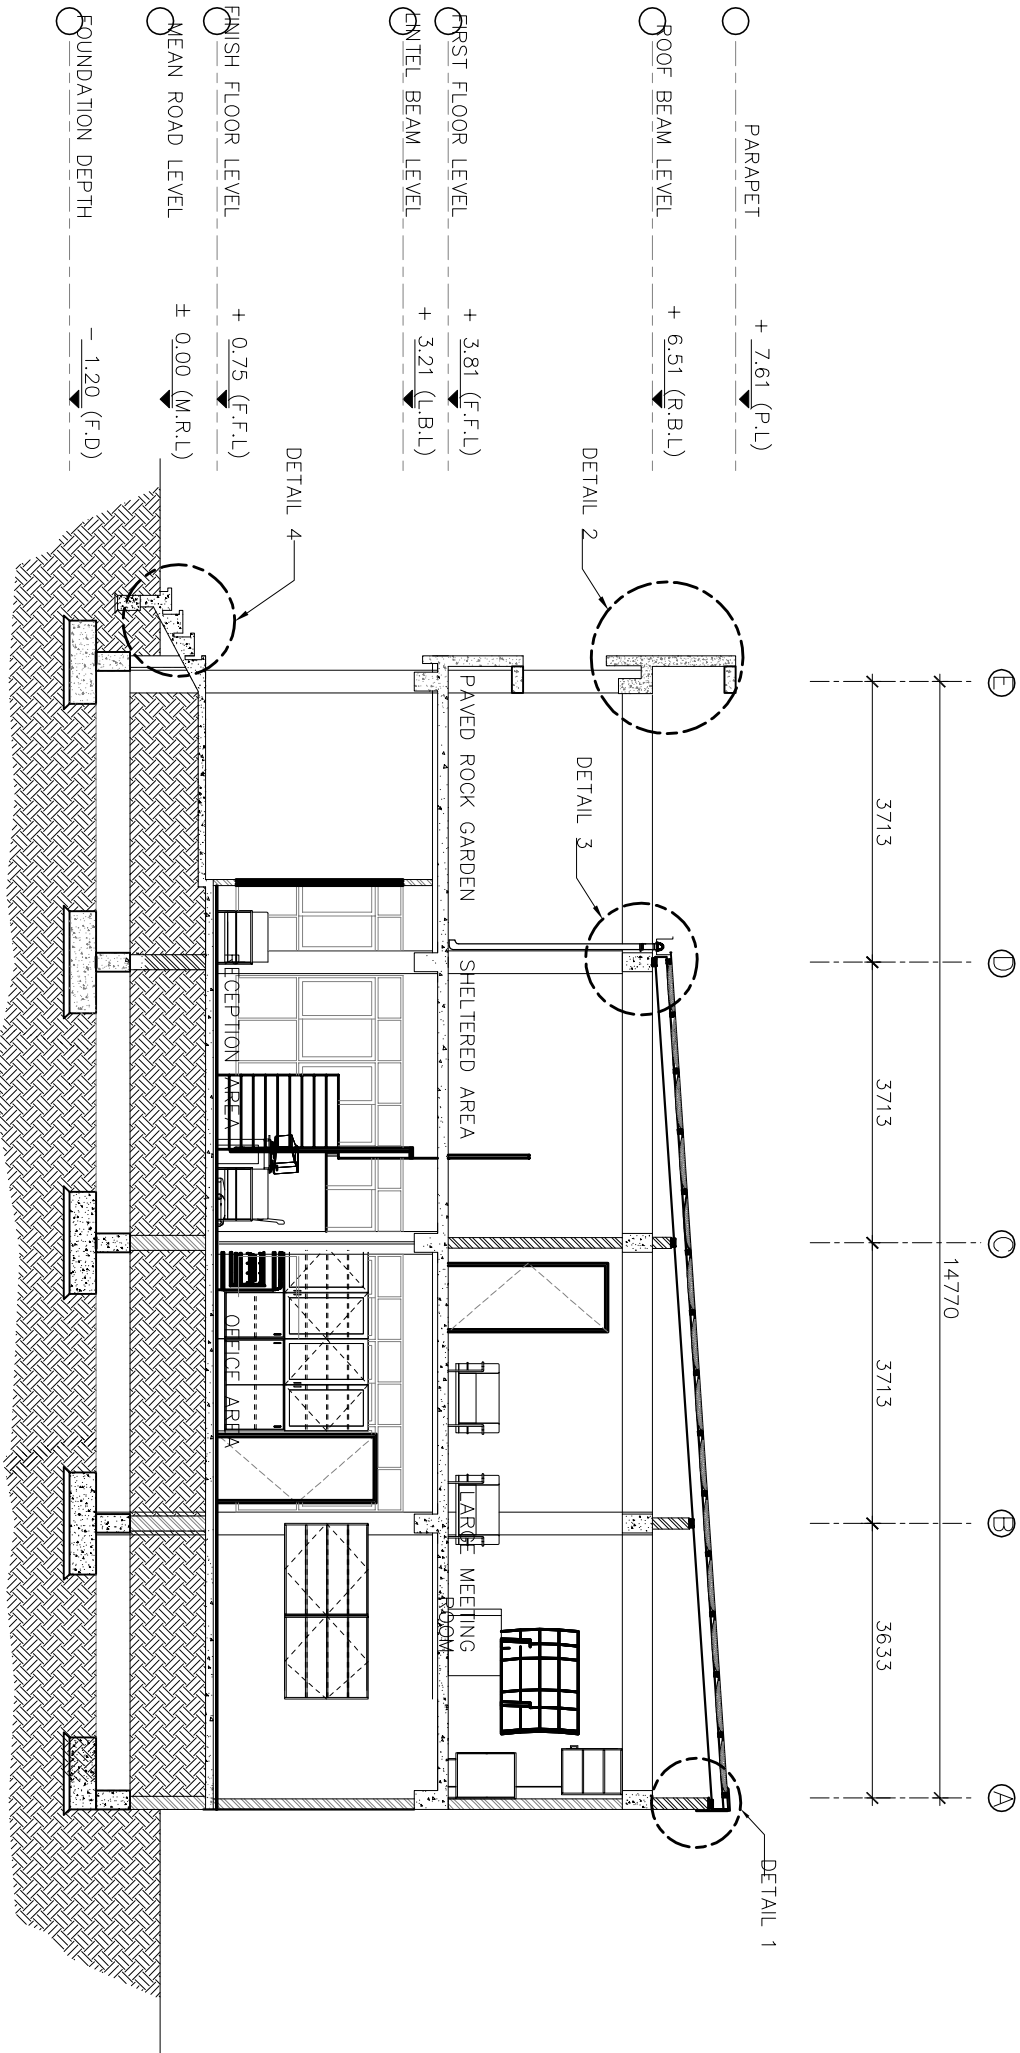 E
D
C
B
A
14770
3713
3713
3713
3633
PARAPET
+ 7.61 (P.L)
ROOF BEAM LEVEL
+ 6.51 (R.B.L)
FIRST FLOOR LEVEL
+ 3.81 (F.F.L)
LINTEL BEAM LEVEL
+ 3.21 (L.B.L)
FINISH FLOOR LEVEL
+ 0.75 (F.F.L)
MEAN ROAD LEVEL
± 0.00 (M.R.L)
FOUNDATION DEPTH
- 1.20 (F.D)
DETAIL 1
DETAIL 2
DETAIL 3
DETAIL 4
PAVED ROCK GARDEN
SHELTERED AREA
LARGE MEETING
ROOM
RECEPTION AREA
OFFICE AREA